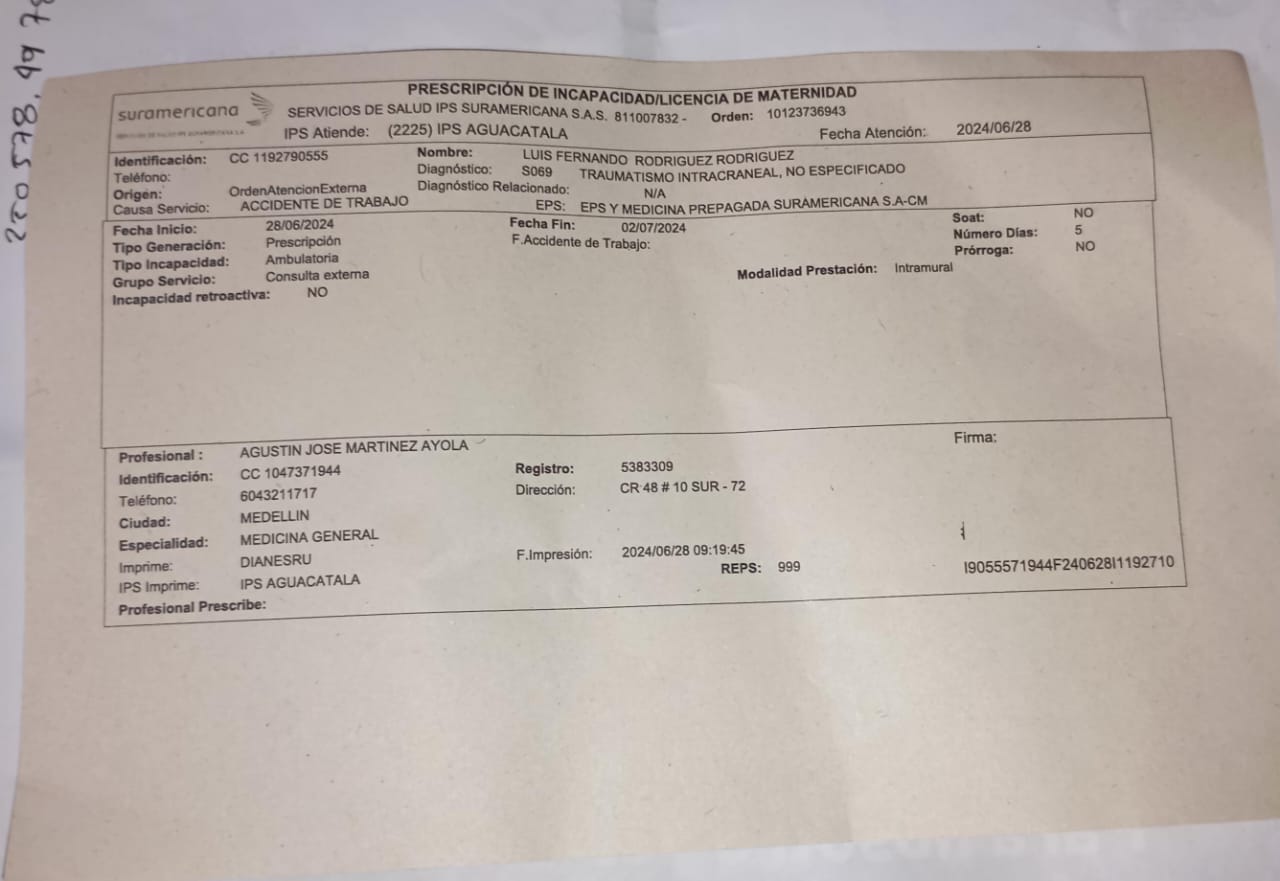 suramericana
PRESCRIPCIÓN DE INCAPACIDAD/LICENCIA DE MATERNIDAD
SERVICIOS DE SALUD IPS SURAMERICANA S.A.S. 811007832 - Orden: 10123736943
IPS Atiende: (2225) IPS AGUACATALA Fecha Atención: 2024/06/28
Identificación: CC 1192790555 Nombre: LUIS FERNANDO RODRIGUEZ RODRIGUEZ
Teléfono: Diagnóstico: S069 TRAUMATISMO INTRACRANEAL, NO ESPECIFICADO
Origen: OrdenAtencionExterna Diagnóstico Relacionado: N/A
Causa Servicio: ACCIDENTE DE TRABAJO EPS: EPS Y MEDICINA PREPAGADA SURAMERICANA S.A-CM
Fecha Inicio: 28/06/2024 Fecha Fin: 02/07/2024 Soat: NO
Tipo Generación: Prescripción F.Accidente de Trabajo: Número Días: 5
Tipo Incapacidad: Ambulatoria Prórroga: NO
Grupo Servicio: Consulta externa Modalidad Prestación: Intramural
Incapacidad retroactiva: NO
Profesional : AGUSTIN JOSE MARTINEZ AYOLA Firma:
Identificación: CC 1047371944 Registro: 5383309
Teléfono: 6043211717 Dirección: CR 48 # 10 SUR - 72
Ciudad: MEDELLIN
Especialidad: MEDICINA GENERAL
Imprime: DIANESRU F.Impresión: 2024/06/28 09:19:45
IPS Imprime: IPS AGUACATALA REPS: 999 I9055571944F240628I1192710
Profesional Prescribe: